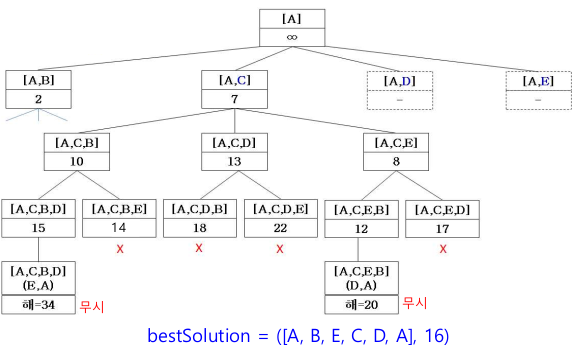 [A]
∞
[A,B]
2
[A,C]
7
[A,D]
–
[A,E]
–
[A,C,B]
10
[A,C,D]
13
[A,C,E]
8
[A,C,B,D]
15
[A,C,B,E]
14
X
[A,C,D,B]
18
X
[A,C,D,E]
22
X
[A,C,E,B]
12
[A,C,E,D]
17
X
[A,C,B,D]
(E,A)
해=34
무시
[A,C,E,B]
(D,A)
해=20
무시
bestSolution = ([A, B, E, C, D, A], 16)